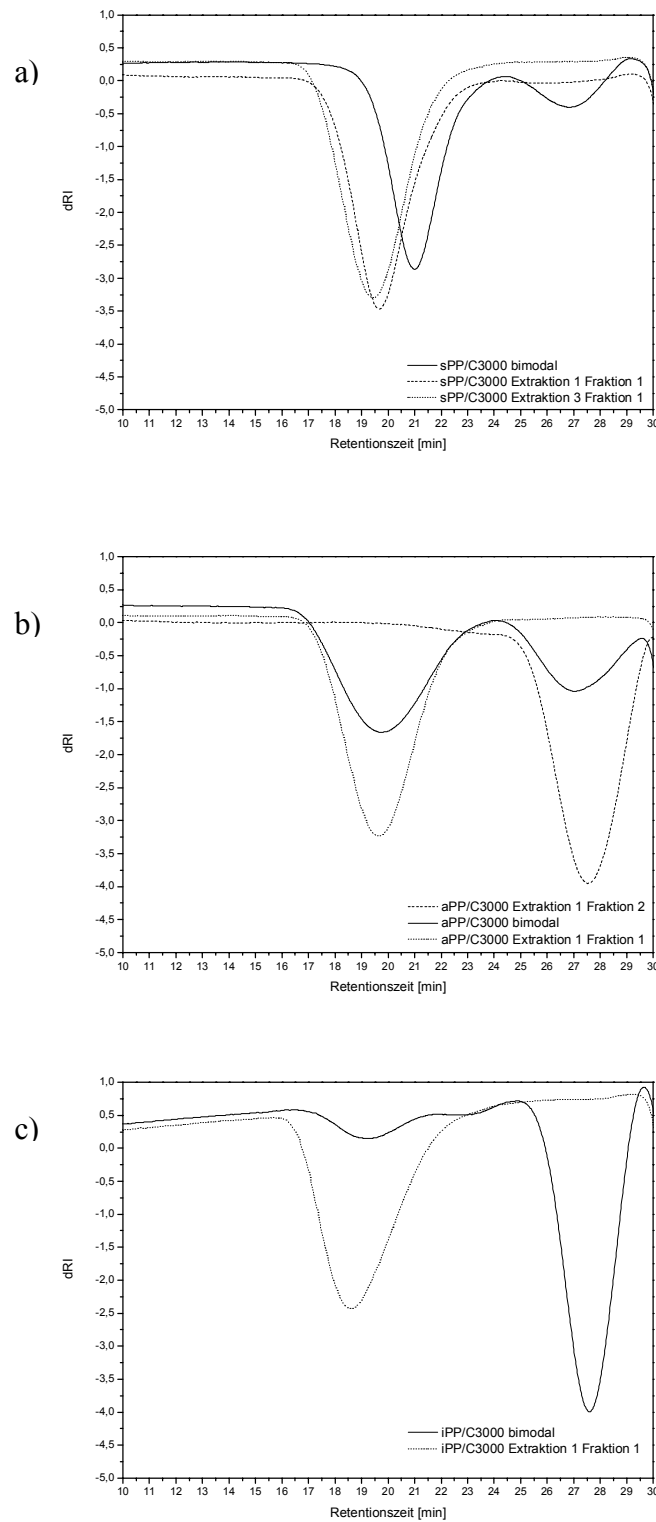 a)
1,0
0,5
0,0
-0,5
-1,0
-1,5
-2,0
-2,5
-3,0
-3,5
-4,0
-4,5
-5,0
dRI
sPP/C3000 bimodal
sPP/C3000 Extraktion 1 Fraktion 1
sPP/C3000 Extraktion 3 Fraktion 1
10 11 12 13 14 15 16 17 18 19 20 21 22 23 24 25 26 27 28 29 30
Retentionszeit [min]
b)
1,0
0,5
0,0
-0,5
-1,0
-1,5
-2,0
-2,5
-3,0
-3,5
-4,0
-4,5
-5,0
dRI
aPP/C3000 Extraktion 1 Fraktion 2
aPP/C3000 bimodal
aPP/C3000 Extraktion 1 Fraktion 1
10 11 12 13 14 15 16 17 18 19 20 21 22 23 24 25 26 27 28 29 30
Retentionszeit [min]
c)
1,0
0,5
0,0
-0,5
-1,0
-1,5
-2,0
-2,5
-3,0
-3,5
-4,0
-4,5
-5,0
dRI
iPP/C3000 bimodal
iPP/C3000 Extraktion 1 Fraktion 1
10 11 12 13 14 15 16 17 18 19 20 21 22 23 24 25 26 27 28 29 30
Retentionszeit [min]